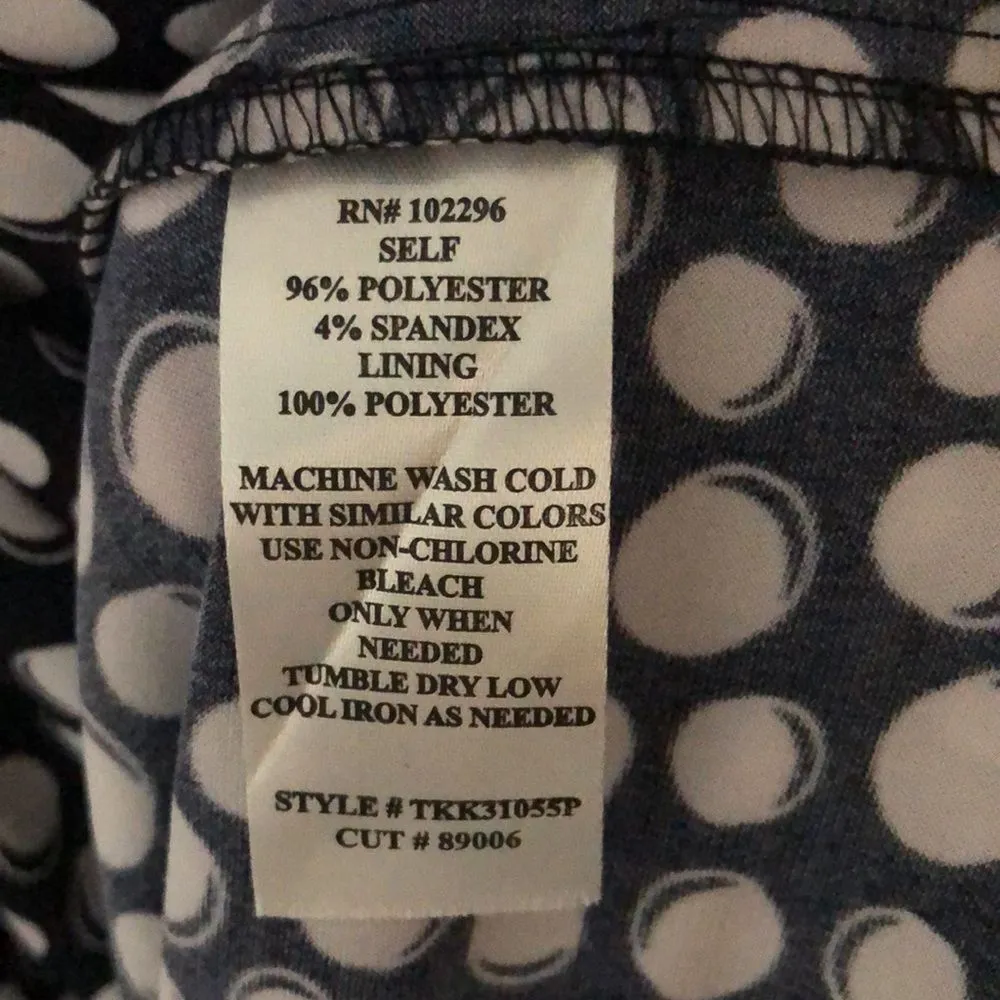 RN# 102296
SELF
96% POLYESTER
4% SPANDEX
LINING
100% POLYESTER
MACHINE WASH COLD
WITH SIMILAR COLORS
USE NON-CHLORINE
BLEACH
ONLY WHEN
NEEDED
TUMBLE DRY LOW
COOL IRON AS NEEDED
STYLE # TKK31055P
CUT # 89006